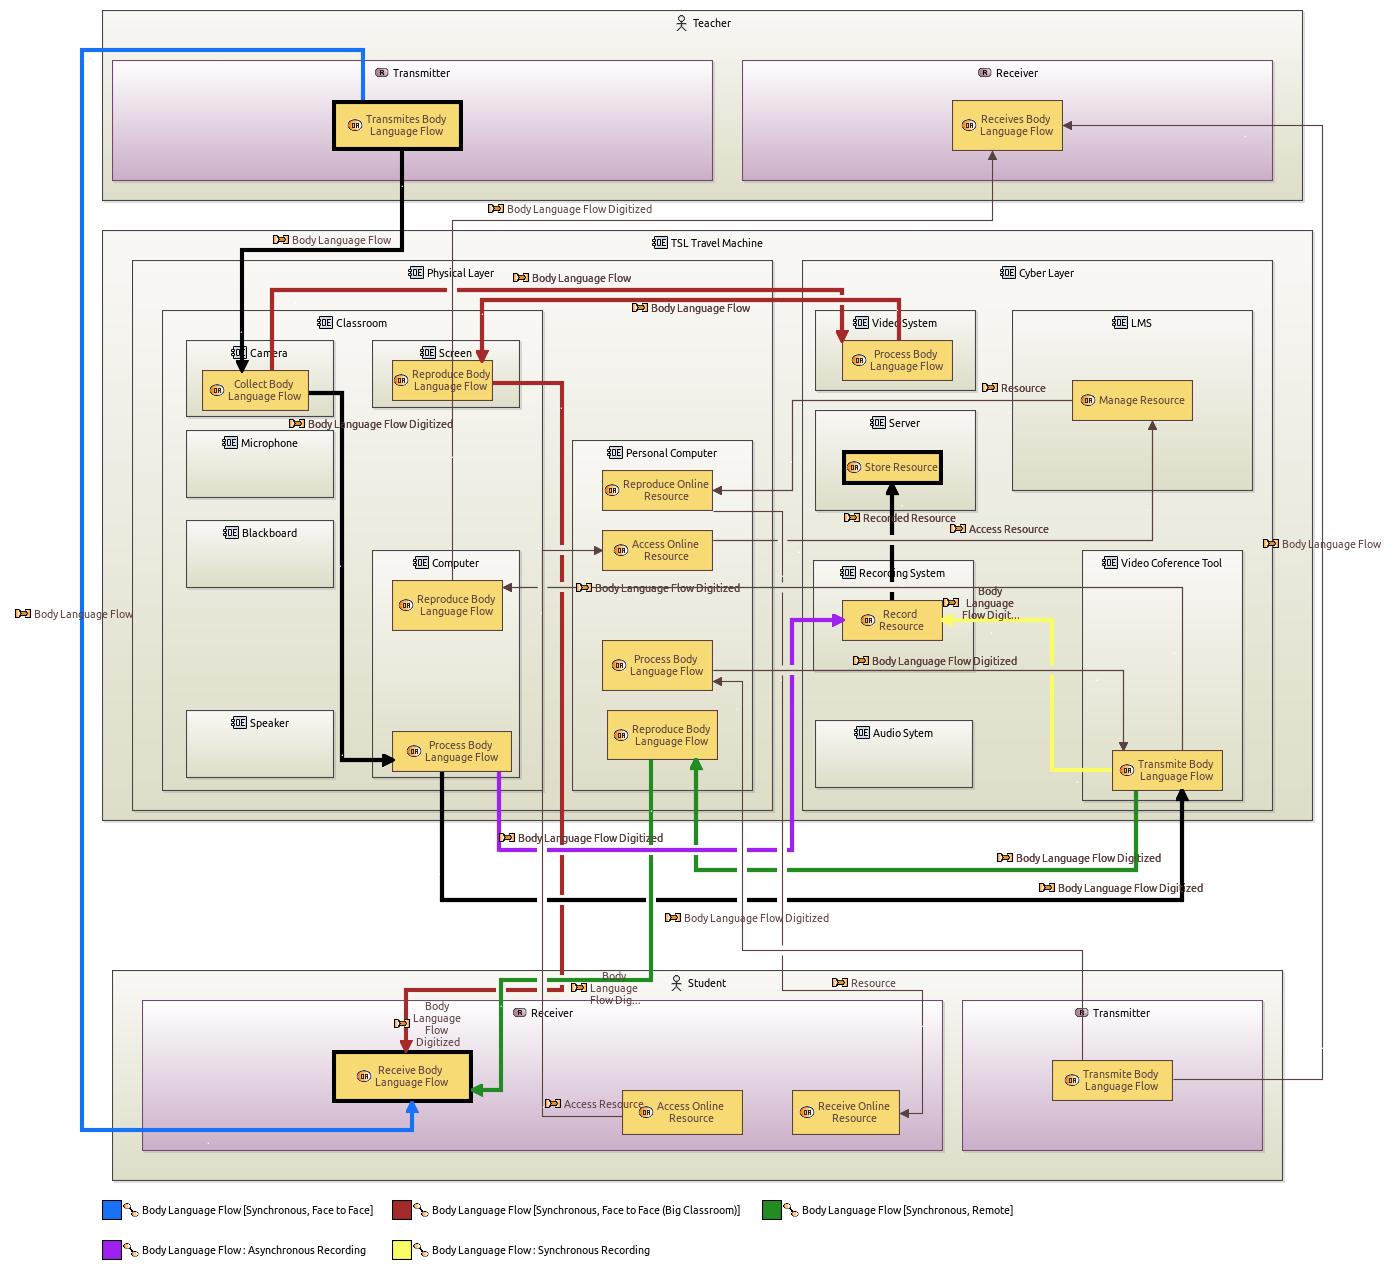 Teacher
Transmitter
Receiver
Transmites Body
Language Flow
Receives Body
Language Flow
Body Language Flow Digitized
Body Language Flow
TSL Travel Machine
Physical Layer
Body Language Flow
Cyber Layer
Body Language Flow
Classroom
Video System
LMS
Camera
Screen
Process Body
Language Flow
Collect Body
Language Flow
Reproduce Body
Language Flow
Resource
Manage Resource
Body Language Flow Digitized
Server
Microphone
Personal Computer
Store Resource
Reproduce Online
Resource
Recorded Resource
Access Resource
Blackboard
Access Online
Resource
Body Language Flow
Computer
Recording System
Video Coference Tool
Body Language Flow Digitized
Body
Language
Flow Digit...
Reproduce Body
Language Flow
Body Language Flow
Record
Resource
Process Body
Language Flow
Body Language Flow Digitized
Speaker
Reproduce Body
Language Flow
Audio Sytem
Process Body
Language Flow
Transmite Body
Language Flow
Body Language Flow Digitized
Body Language Flow Digitized
Body Language Flow Digitized
Body Language Flow Digitized
Student
Body
Language
Flow Dig...
Resource
Receiver
Transmitter
Body
Language
Flow
Digitized
Receive Body
Language Flow
Transmite Body
Language Flow
Access Resource
Access Online
Resource
Receive Online
Resource
Body Language Flow [Synchronous, Face to Face]
Body Language Flow [Synchronous, Face to Face (Big Classroom)]
Body Language Flow [Synchronous, Remote]
Body Language Flow : Asynchronous Recording
Body Language Flow : Synchronous Recording